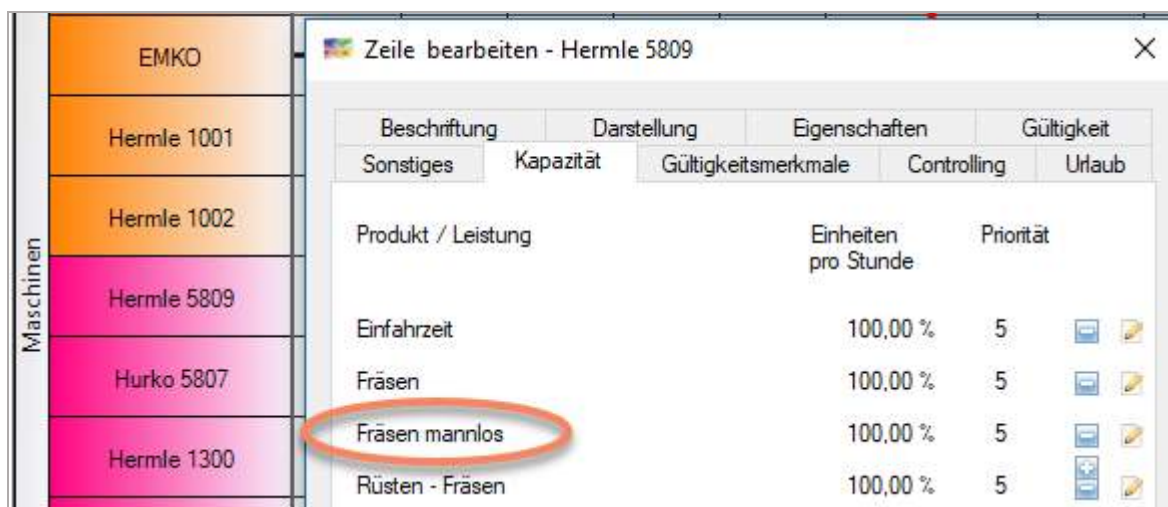 Maschinen
EMKO
Hermle 1001
Hermle 1002
Hermle 5809
Hurko 5807
Hermle 1300
Zeile bearbeiten - Hermle 5809
Beschriftung Darstellung Eigenschaften Gültigkeit
Sonstiges Kapazität Gültigkeitsmerkmale Controlling Urlaub
Produkt / Leistung Einheiten Priorität
pro Stunde
Einfahrzeit 100,00 % 5
Fräsen 100,00 % 5
Fräsen mannlos 100,00 % 5
Rüsten - Fräsen 100,00 % 5